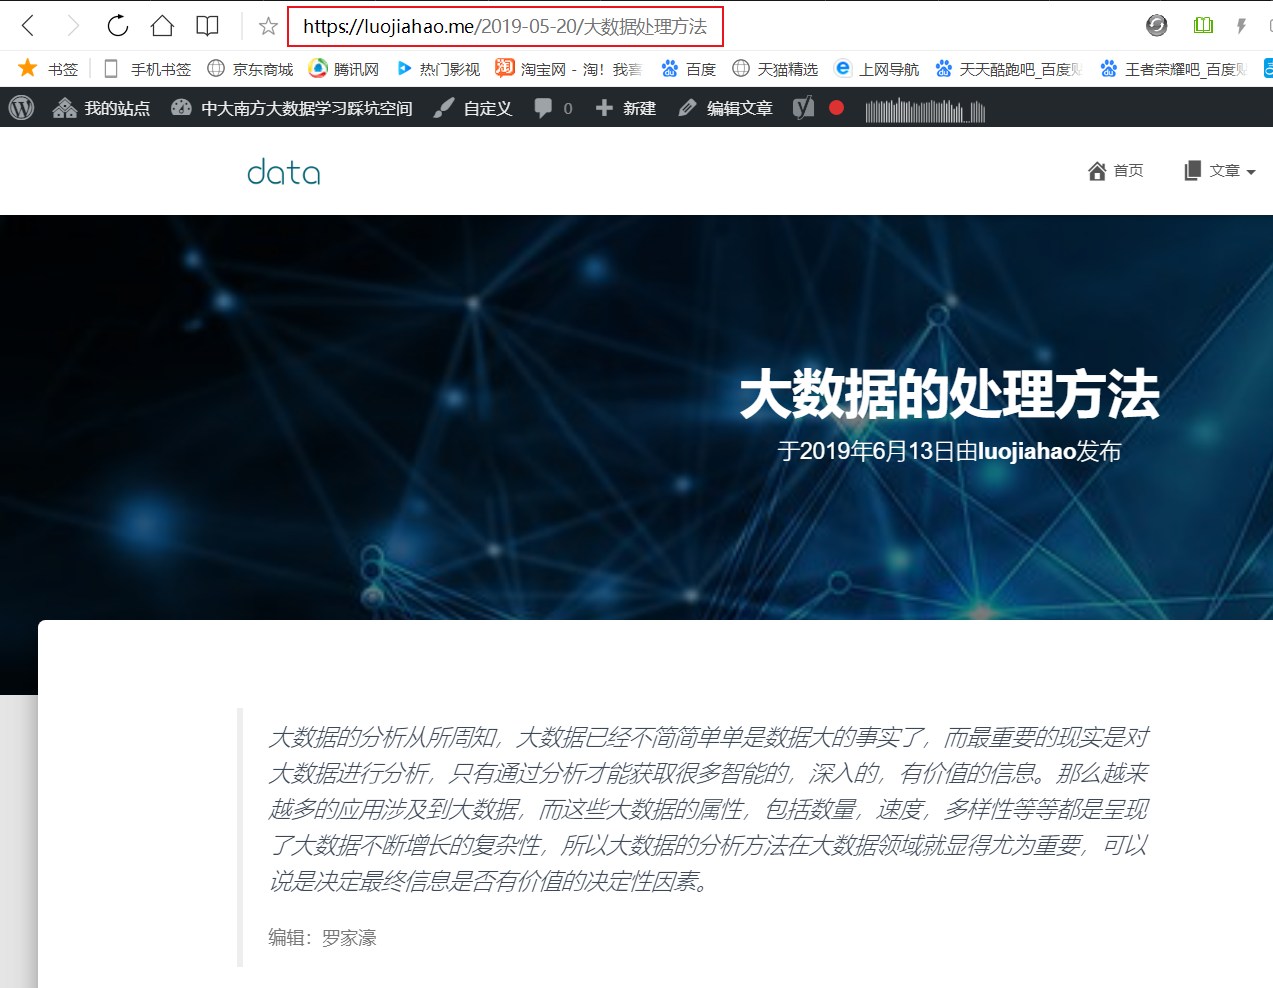 https://luojiahao.me/2019-05-20/大数据处理方法
书签 手机书签 京东商城 腾讯网 热门影视 淘宝网 - 淘！我喜 百度 天猫精选 上网导航 天天酷跑吧_百度贴 王者荣耀吧_百度贴
我的站点 中大南方大数据学习踩坑空间 自定义 0 新建 编辑文章
data
首页 文章
大数据的处理方法
于2019年6月13日由luojiahao发布
大数据的分析从所周知，大数据已经不简简单单是数据大的事实了，而最重要的现实是对
大数据进行分析，只有通过分析才能获取很多智能的，深入的，有价值的信息。那么越来
越多的应用涉及到大数据，而这些大数据的属性，包括数量，速度，多样性等等都是呈现
了大数据不断增长的复杂性，所以大数据的分析方法在大数据领域就显得尤为重要，可以
说是决定最终信息是否有价值的决定性因素。
编辑：罗家濠